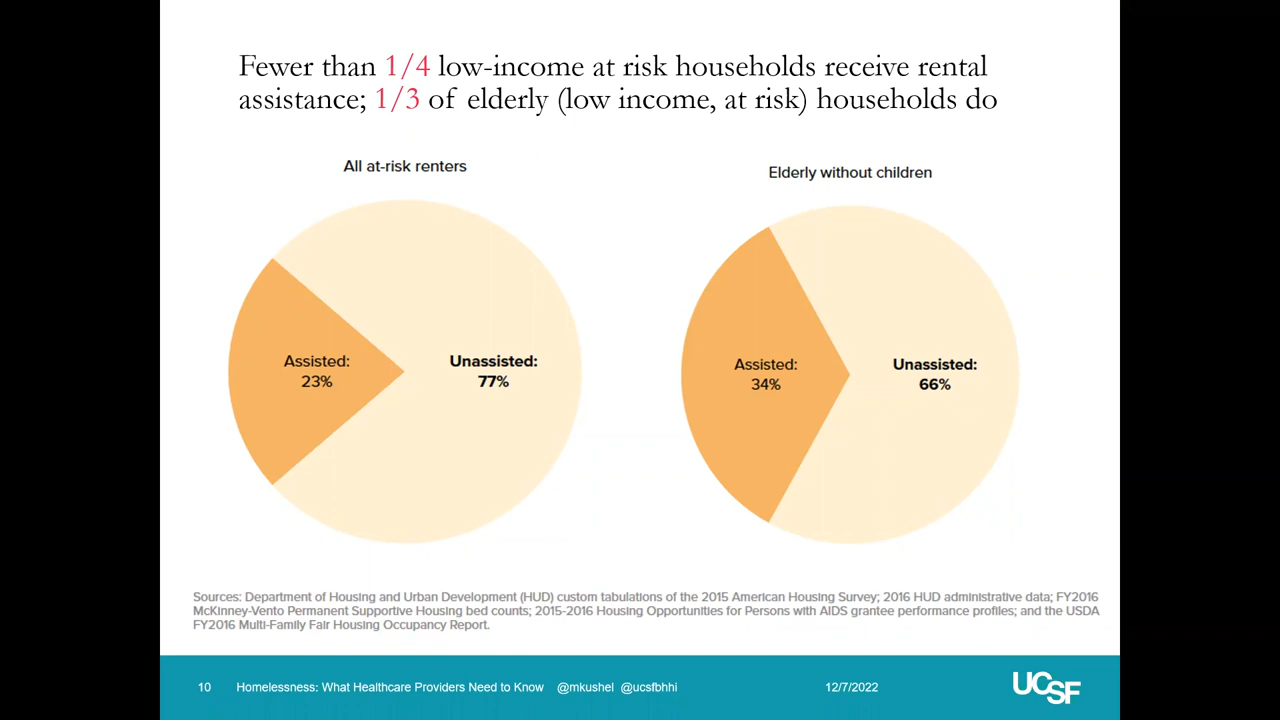 Fewer than 1/4 low-income at risk households receive rental
assistance; 1/3 of elderly (low income, at risk) households do
All at-risk renters
Assisted:
23%
Unassisted:
77%
Elderly without children
Assisted:
34%
Unassisted:
66%
Sources: Department of Housing and Urban Development (HUD) custom tabulations of the 2015 American Housing Survey; 2016 HUD administrative data; FY2016
McKinney-Vento Permanent Supportive Housing bed counts; 2015-2016 Housing Opportunities for Persons with AIDS grantee performance profiles; and the USDA
FY2016 Multi-Family Fair Housing Occupancy Report.
10 Homelessness: What Healthcare Providers Need to Know @mkushel @ucsfbhhi 12/7/2022
UCSF